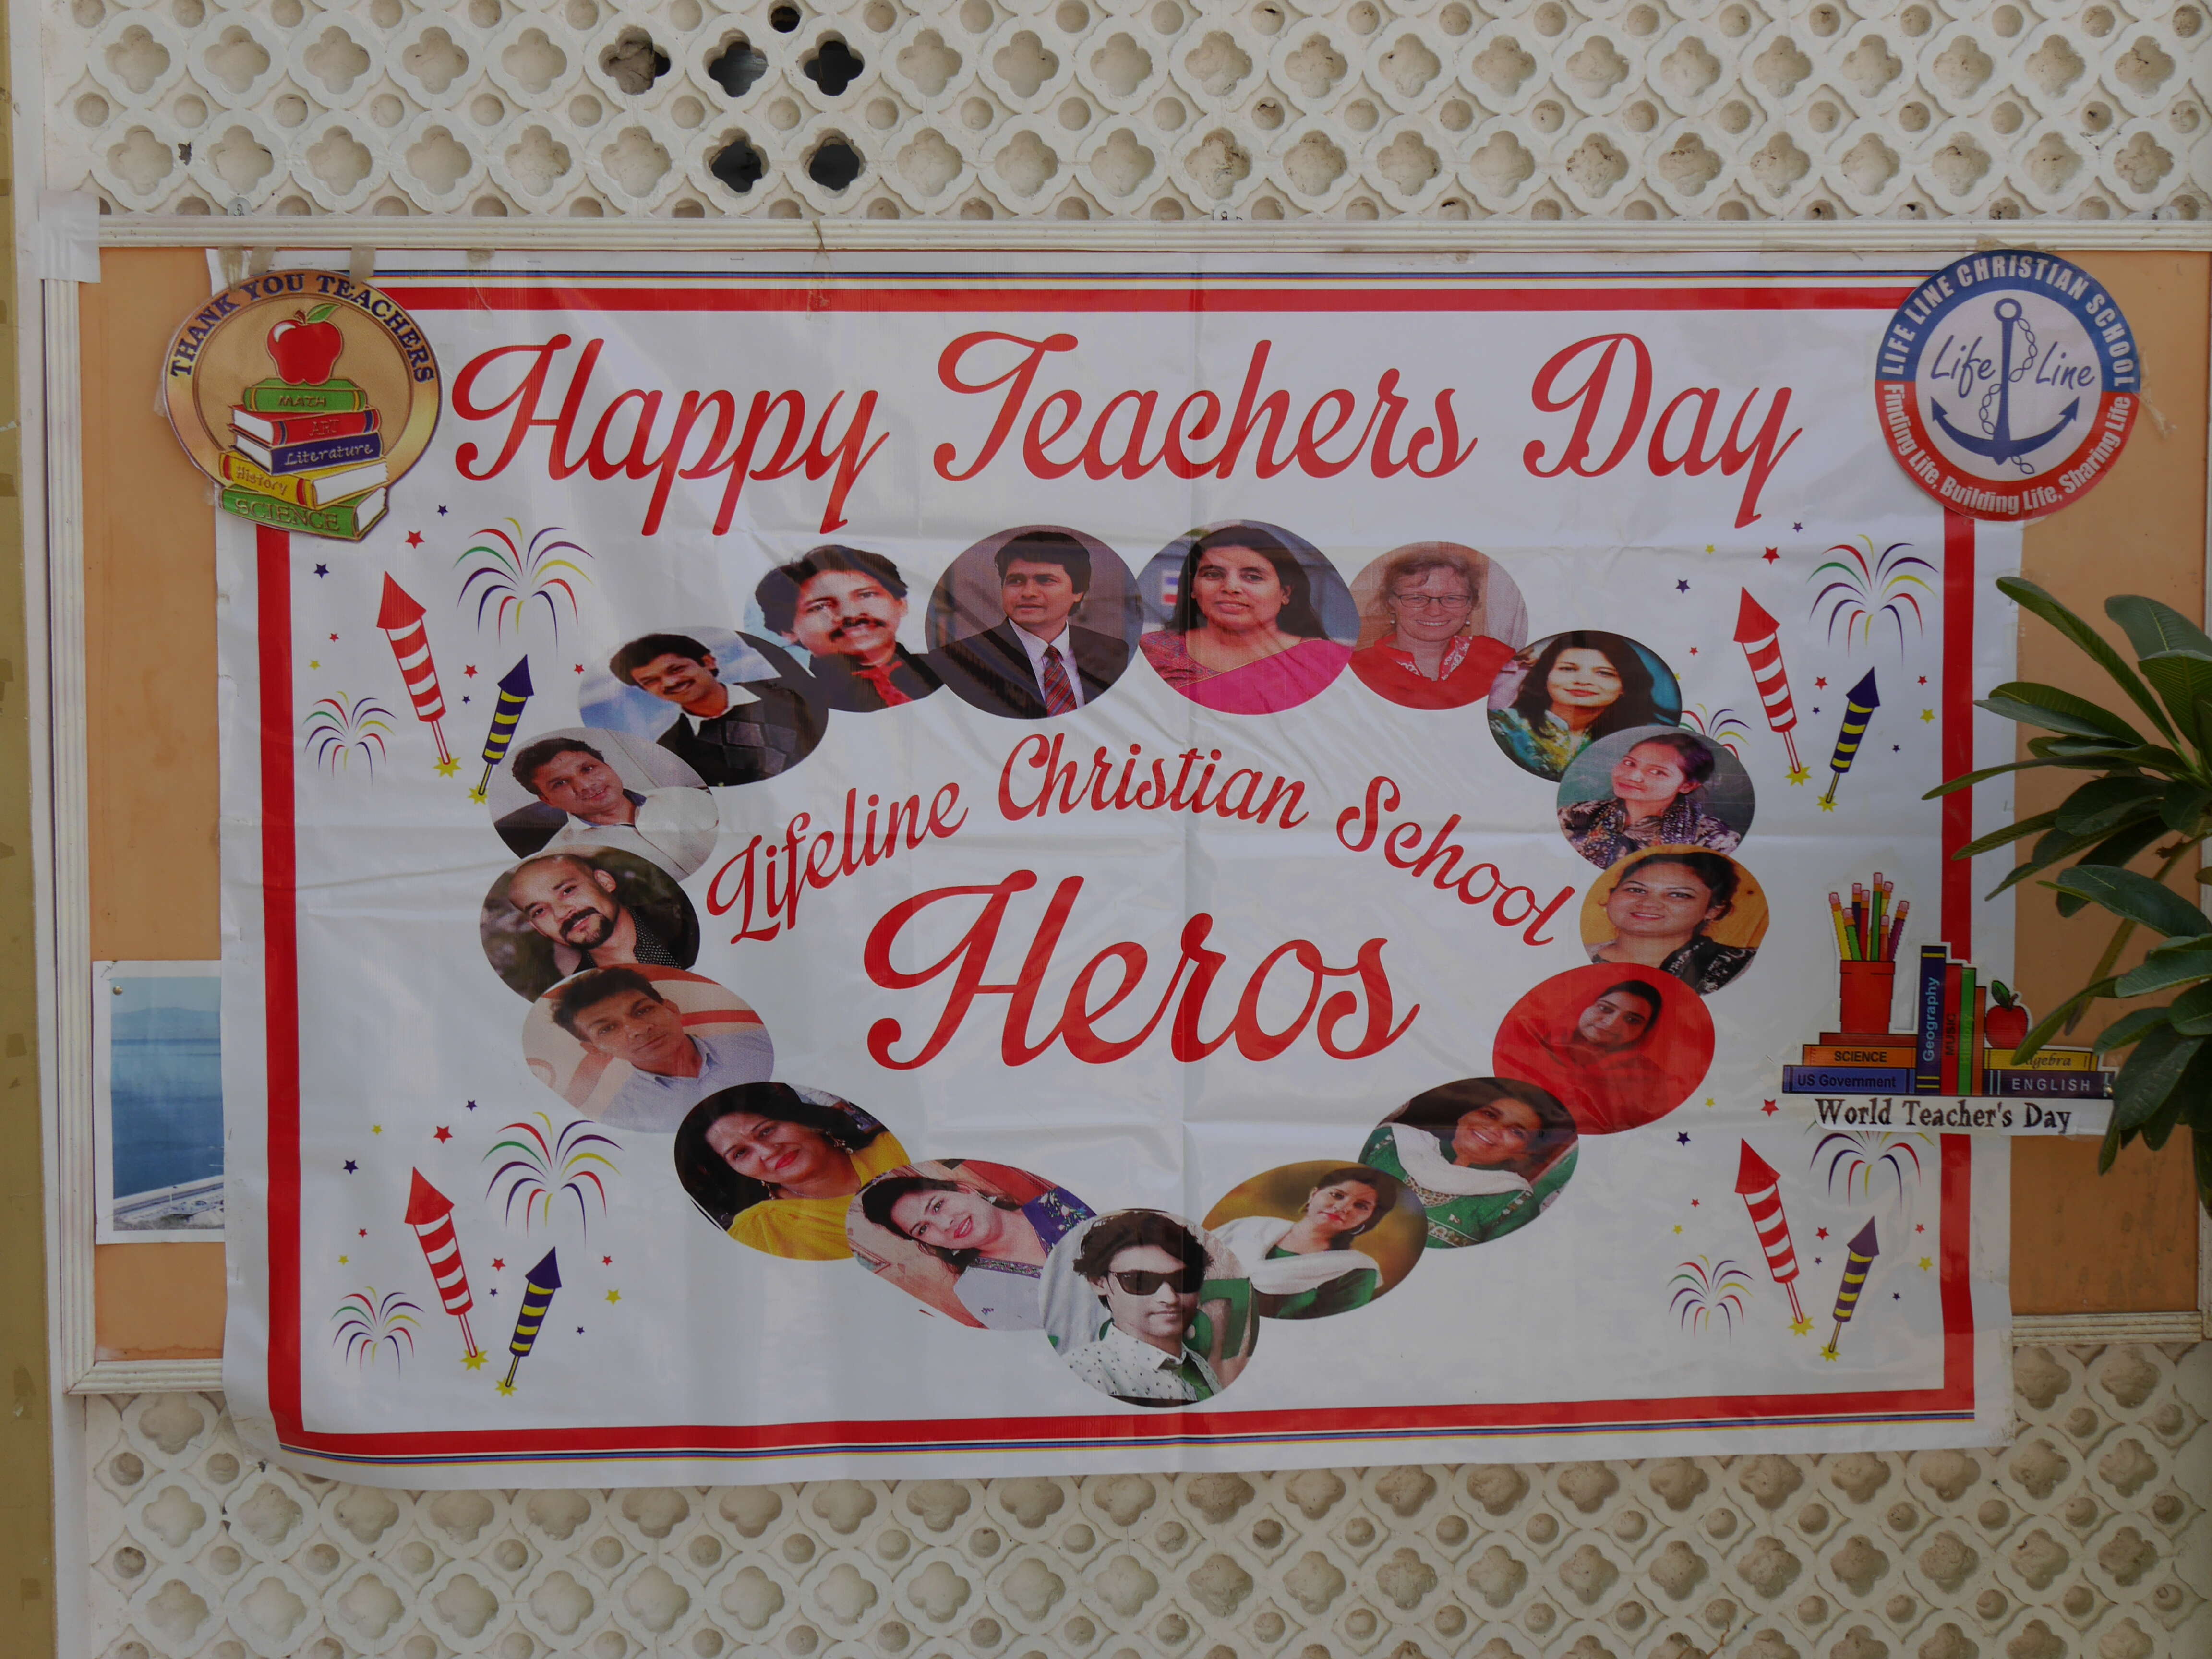 THANK YOU TEACHERS
MATH
ART
Literature
History
SCIENCE
Happy Teachers Day
LIFE LINE CHRISTIAN SCHOOL
Life Line
Finding Life, Building Life, Sharing Life
Lifeline Christian School
Heros
Geography
MUSIC
SCIENCE
US Government
ENGLISH
World Teacher's Day